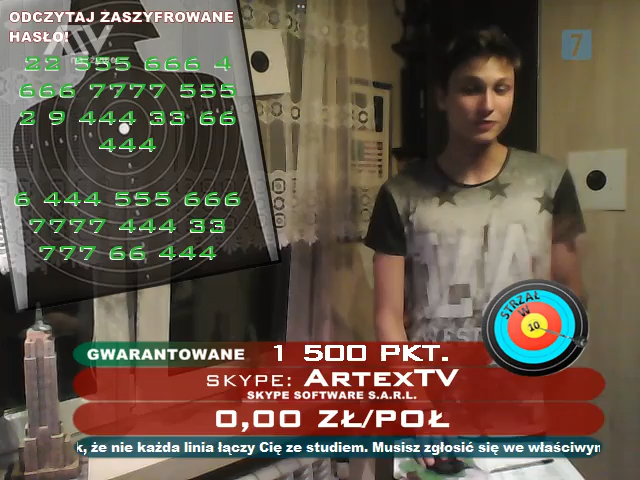 ODCZYTAJ ZASZYFROWANE
HASŁO!
22 555 666 4
666 7777 555
2 9 444 33 66
444
6 444 555 666
7777 444 33
777 66 444
7
STRZAŁ
W
10
GWARANTOWANE 1 500 PKT.
SKYPE: ARTEXTV
SKYPE SOFTWARE S.A.R.L.
0,00 ZŁ/POŁ
k, że nie każda linia łączy Cię ze studiem. Musisz zgłosić się we właściwym